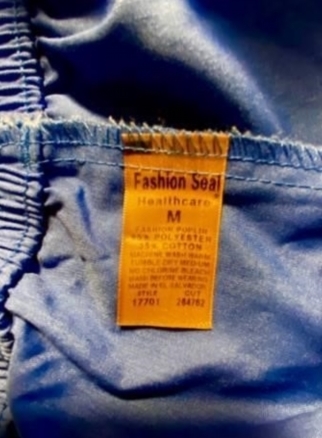 Fashion Seal®
Healthcare
M
FASHION POPLIN
65% POLYESTER
35% COTTON
MACHINE WASH WARM
TUMBLE DRY MEDIUM
NO CHLORINE BLEACH
WASH BEFORE WEARING
MADE IN EL SALVADOR
STYLE CUT
17701 284762